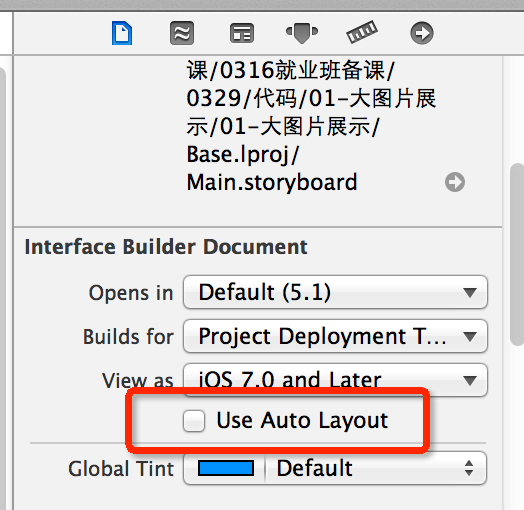 课/0316就业班备课/
0329/代码/01-大图片展
示/01-大图片展示/
Base.lproj/
Main.storyboard
Interface Builder Document
Opens in Default (5.1)
Builds for Project Deployment T...
View as iOS 7.0 and Later
Use Auto Layout
Global Tint Default